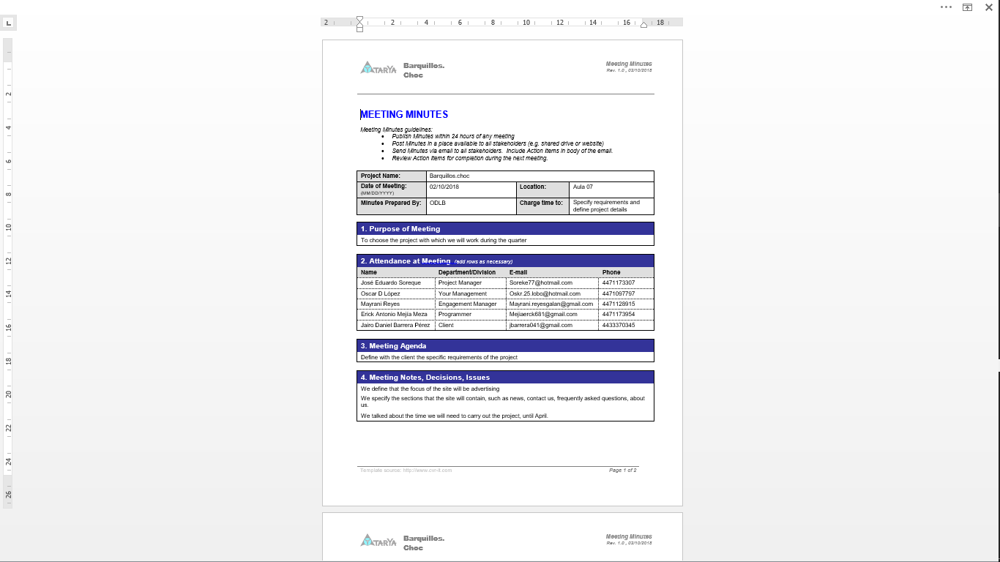 2 2 4 6 8 10 12 14 16 18
ATARYA
Barquillos.
Choc
Meeting Minutes
Rev. 1.0 , 02/10/2018
MEETING MINUTES
Meeting Minutes guidelines:
• Publish Minutes within 24 hours of any meeting
• Post Minutes in a place available to all stakeholders (e.g. shared drive or website)
• Send Minutes via email to all stakeholders. Include Action Items in body of the email.
• Review Action Items for completion during the next meeting.
Project Name: Barquillos.choc
Date of Meeting: 02/10/2018 Location: Aula 07
(MM/DD/YYYY)
Minutes Prepared By: ODLB Charge time to: Specify requirements and
define project details
1. Purpose of Meeting
To choose the project with which we will work during the quarter
2. Attendance at Meeting (add rows as necessary)
Name Department/Division E-mail Phone
José Eduardo Soreque Project Manager Soreke77@hotmail.com 4471173307
Oscar D López Your Management Oskr.25.lobo@hotmail.com 4471097797
Mayrani Reyes Engagement Manager Mayrani.reyesgalan@gmail.com 4471128915
Erick Antonio Mejía Meza Programmer Mejiaerck681@gmail.com 4471173954
Jairo Daniel Barrera Pérez Client jbarrera041@gmail.com 4433370345
3. Meeting Agenda
Define with the client the specific requirements of the project
4. Meeting Notes, Decisions, Issues
We define that the focus of the site will be advertising
We specify the sections that the site will contain, such as news, contact us, frequently asked questions, about
us.
We talked about the time we will need to carry out the project, until April.
Template source: http://www.cvr-it.com
Page 1 of 2
ATARYA
Barquillos.
Choc
Meeting Minutes
Rev. 1.0 , 02/10/2018
2
4
6
8
10
12
14
16
18
20
22
24
26